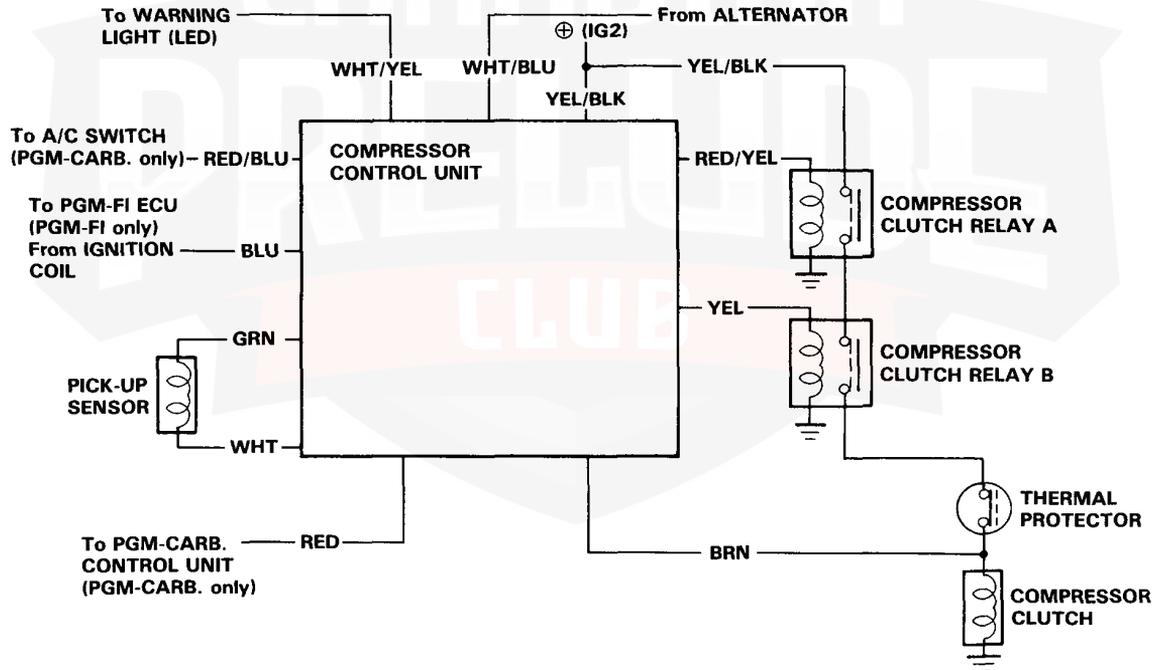 To WARNING
LIGHT (LED)
From ALTERNATOR
⊕ (IG2)
WHT/YEL
WHT/BLU
YEL/BLK
YEL/BLK
To A/C SWITCH
(PGM-CARB. only)
RED/BLU
COMPRESSOR
CONTROL UNIT
RED/YEL
COMPRESSOR
CLUTCH RELAY A
To PGM-FI ECU
(PGM-FI only)
From IGNITION
COIL
BLU
YEL
COMPRESSOR
CLUTCH RELAY B
GRN
PICK-UP
SENSOR
WHT
THERMAL
PROTECTOR
To PGM-CARB.
CONTROL UNIT
(PGM-CARB. only)
RED
BRN
COMPRESSOR
CLUTCH
PRELUDE
CLUB